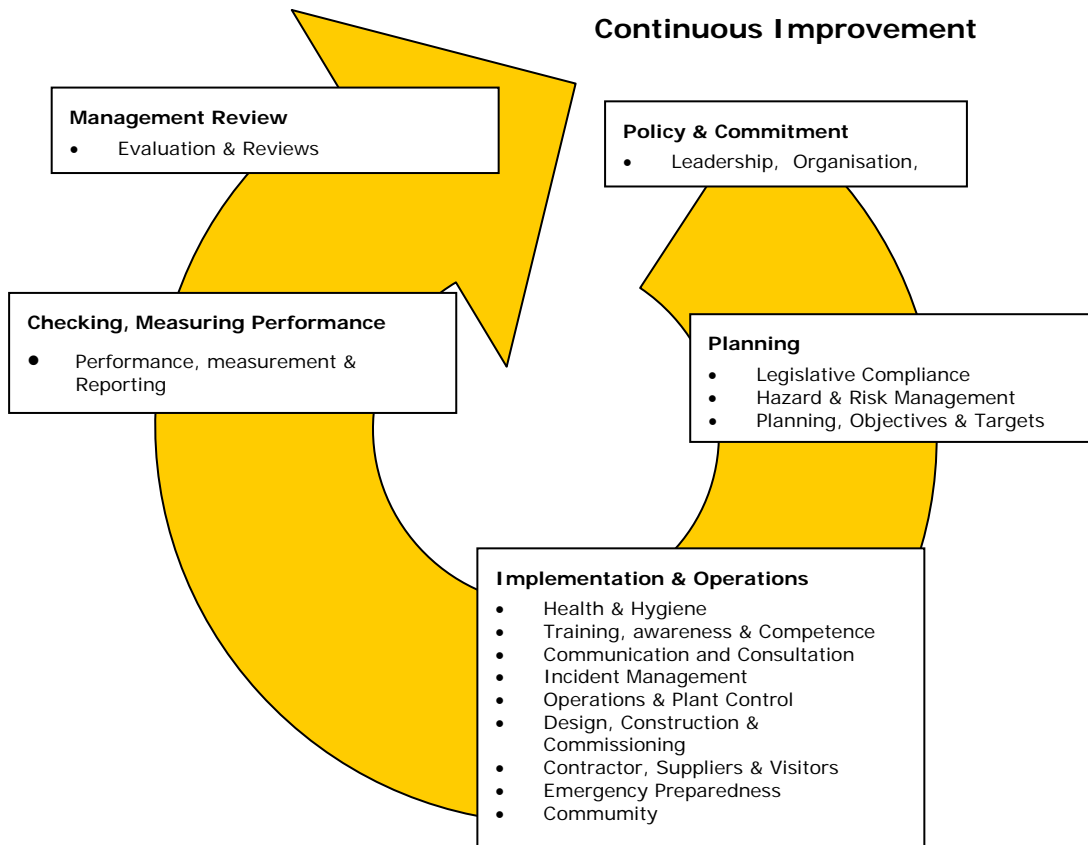 Continuous Improvement
Management Review
• Evaluation & Reviews
Policy & Commitment
• Leadership, Organisation,
Checking, Measuring Performance
• Performance, measurement &
Reporting
Planning
• Legislative Compliance
• Hazard & Risk Management
• Planning, Objectives & Targets
Implementation & Operations
• Health & Hygiene
• Training, awareness & Competence
• Communication and Consultation
• Incident Management
• Operations & Plant Control
• Design, Construction &
Commissioning
• Contractor, Suppliers & Visitors
• Emergency Preparedness
• Commumity